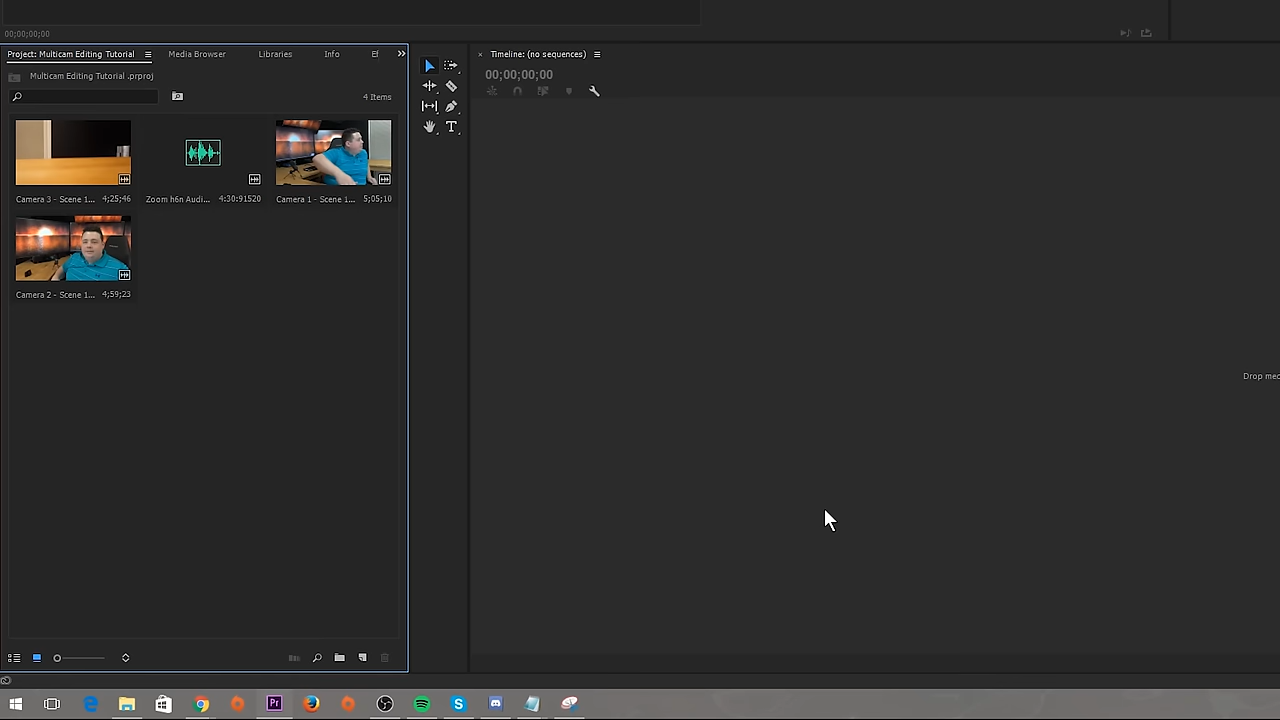 00;00;00;00
Project: Multicam Editing Tutorial
Media Browser
Libraries
Info
Ef
Timeline: (no sequences)
Multicam Editing Tutorial .prproj
00;00;00;00
4 Items
Camera 3 - Scene 1... 4;25;46
Zoom h6n Audi... 4:30:91520
Camera 1 - Scene 1... 5;05;10
Camera 2 - Scene 1... 4;59;23
Drop med
Pr